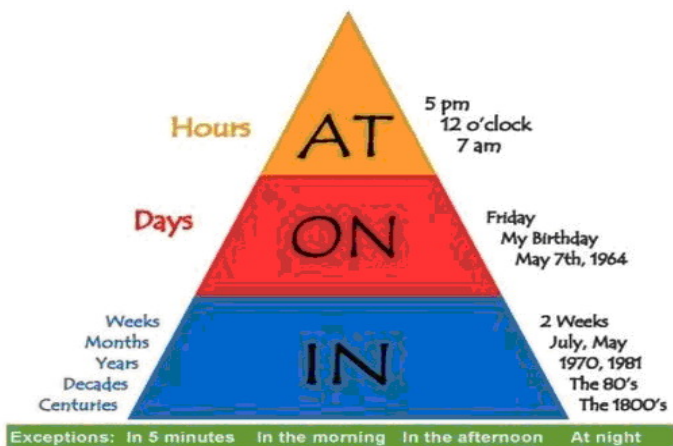 Hours
AT
5 pm
12 o'clock
7 am
Days
ON
Friday
My Birthday
May 7th, 1964
Weeks
Months
Years
Decades
Centuries
IN
2 Weeks
July, May
1970, 1981
The 80's
The 1800's
Exceptions: In 5 minutes In the morning In the afternoon At night